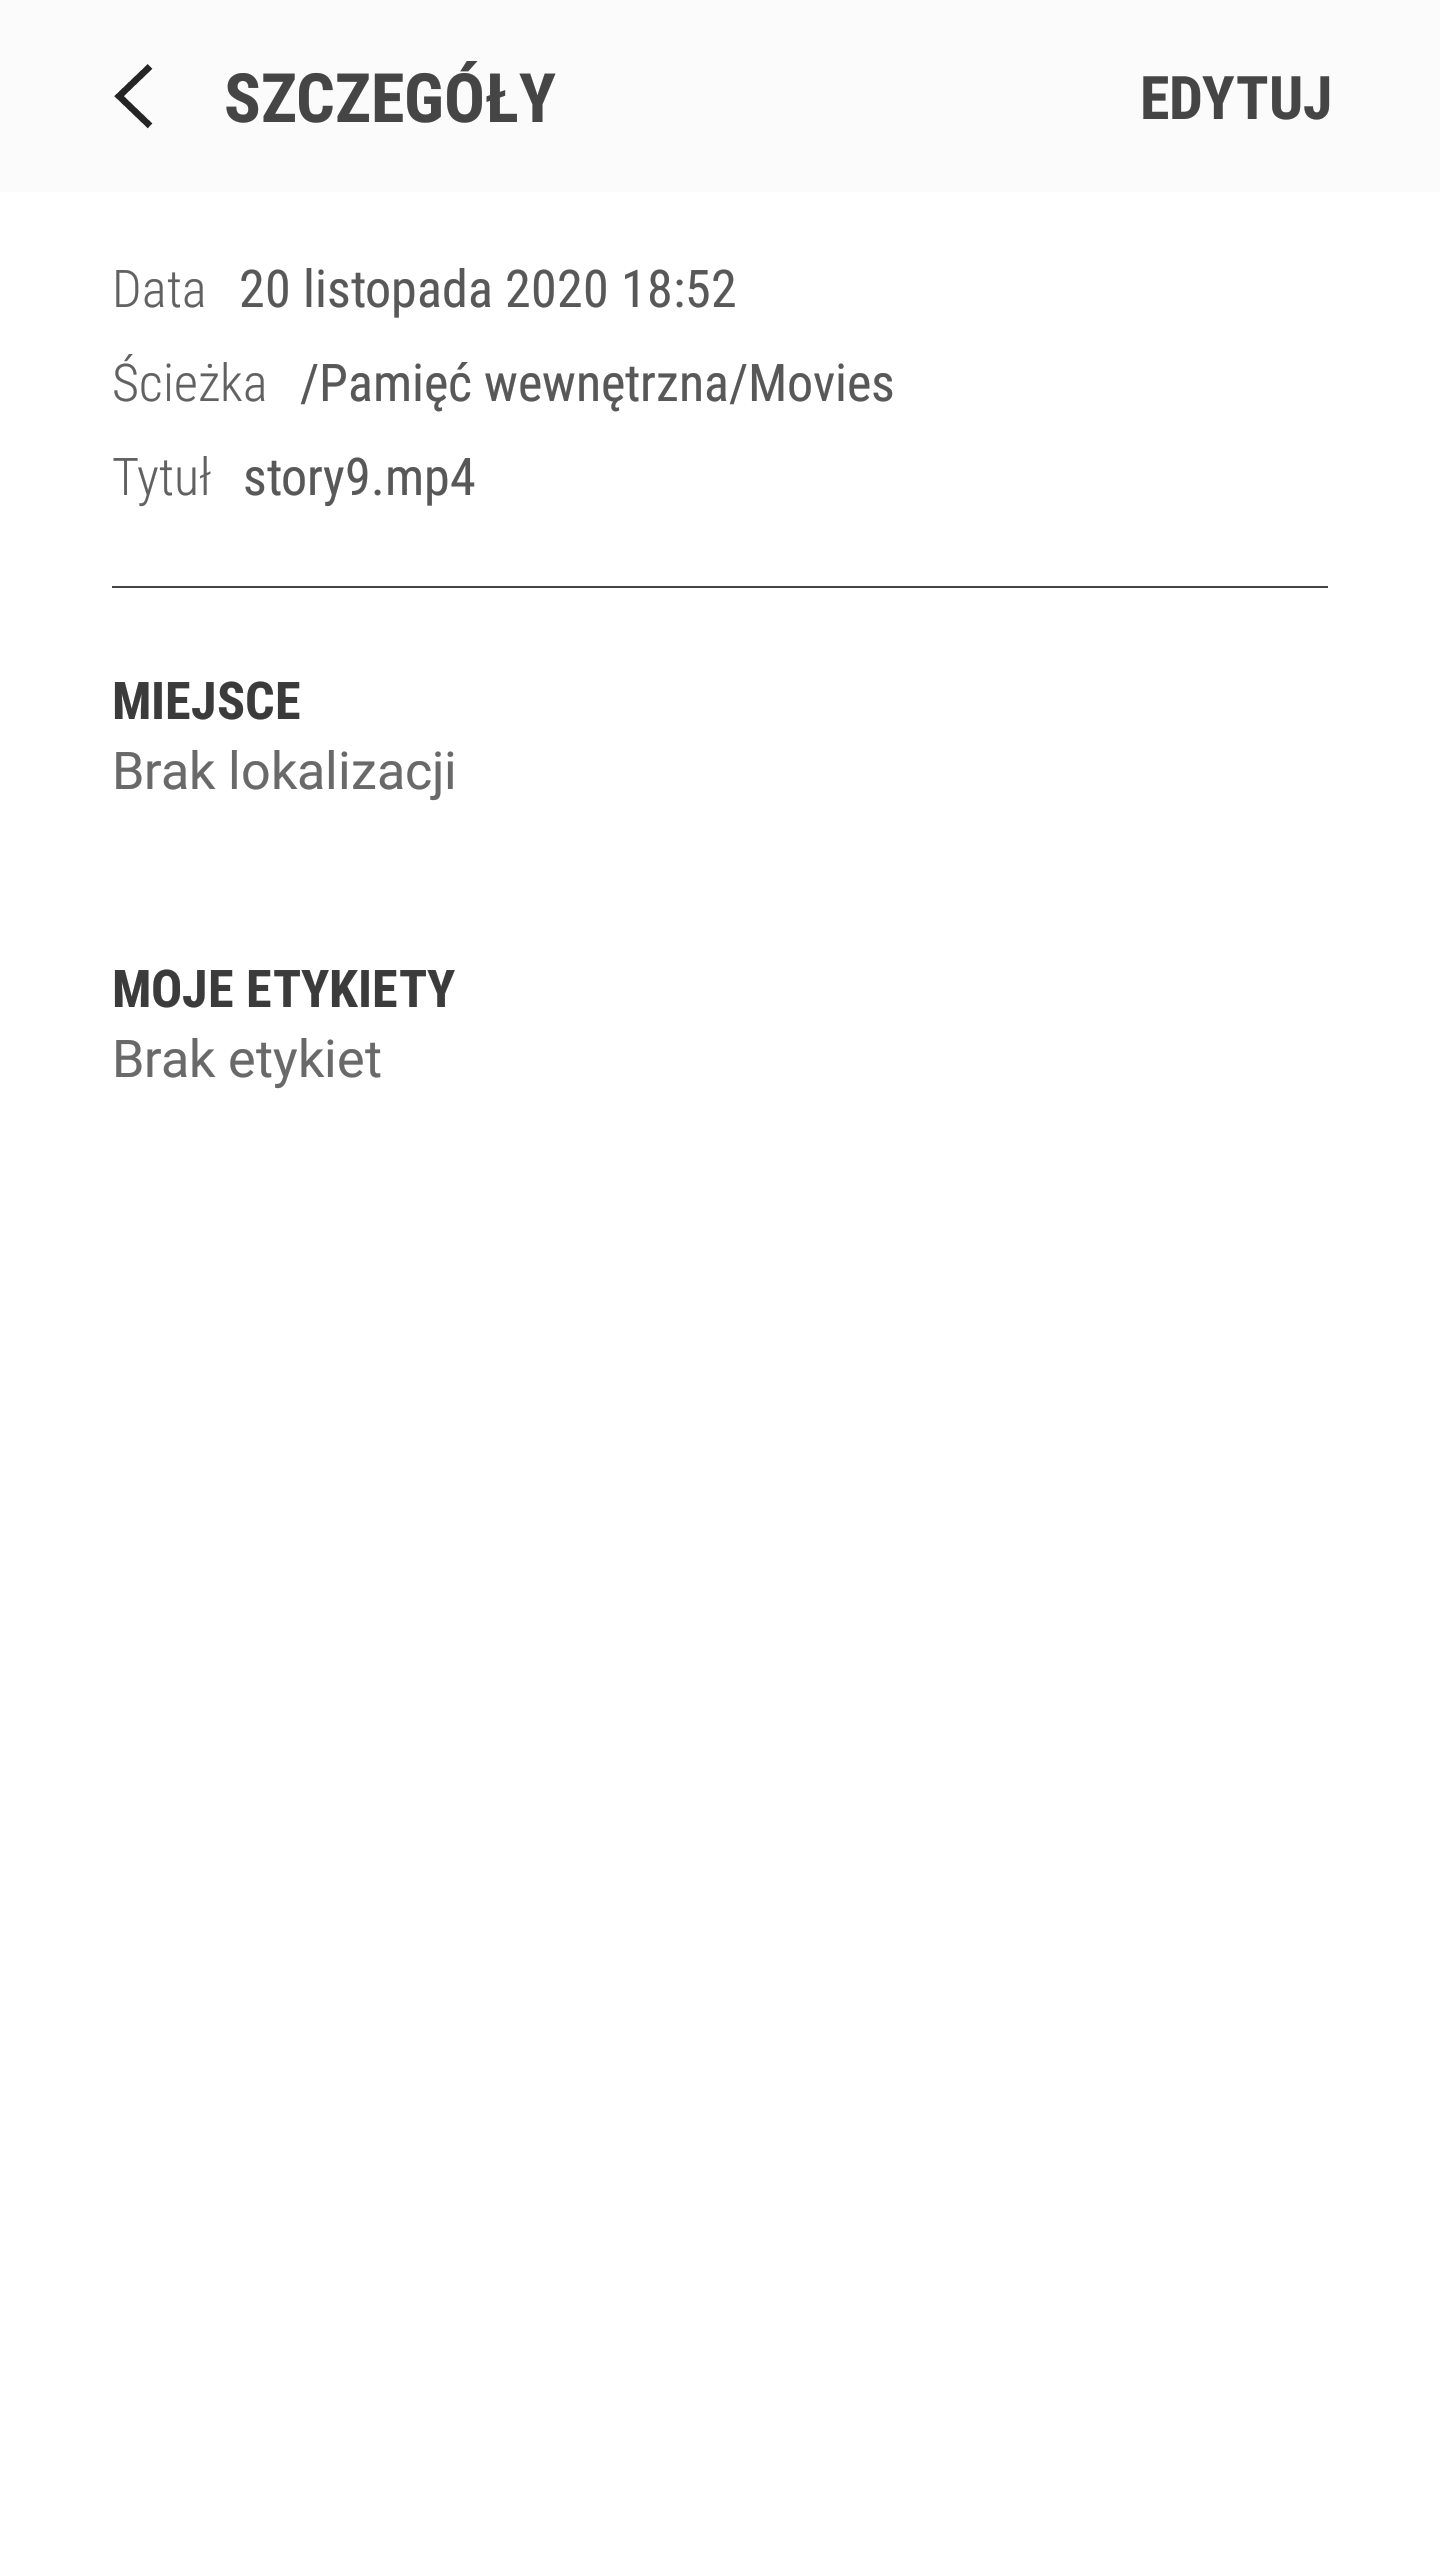 SZCZEGÓŁY EDYTUJ
Data 20 listopada 2020 18:52
Ścieżka /Pamięć wewnętrzna/Movies
Tytuł story9.mp4
MIEJSCE
Brak lokalizacji
MOJE ETYKIETY
Brak etykiet